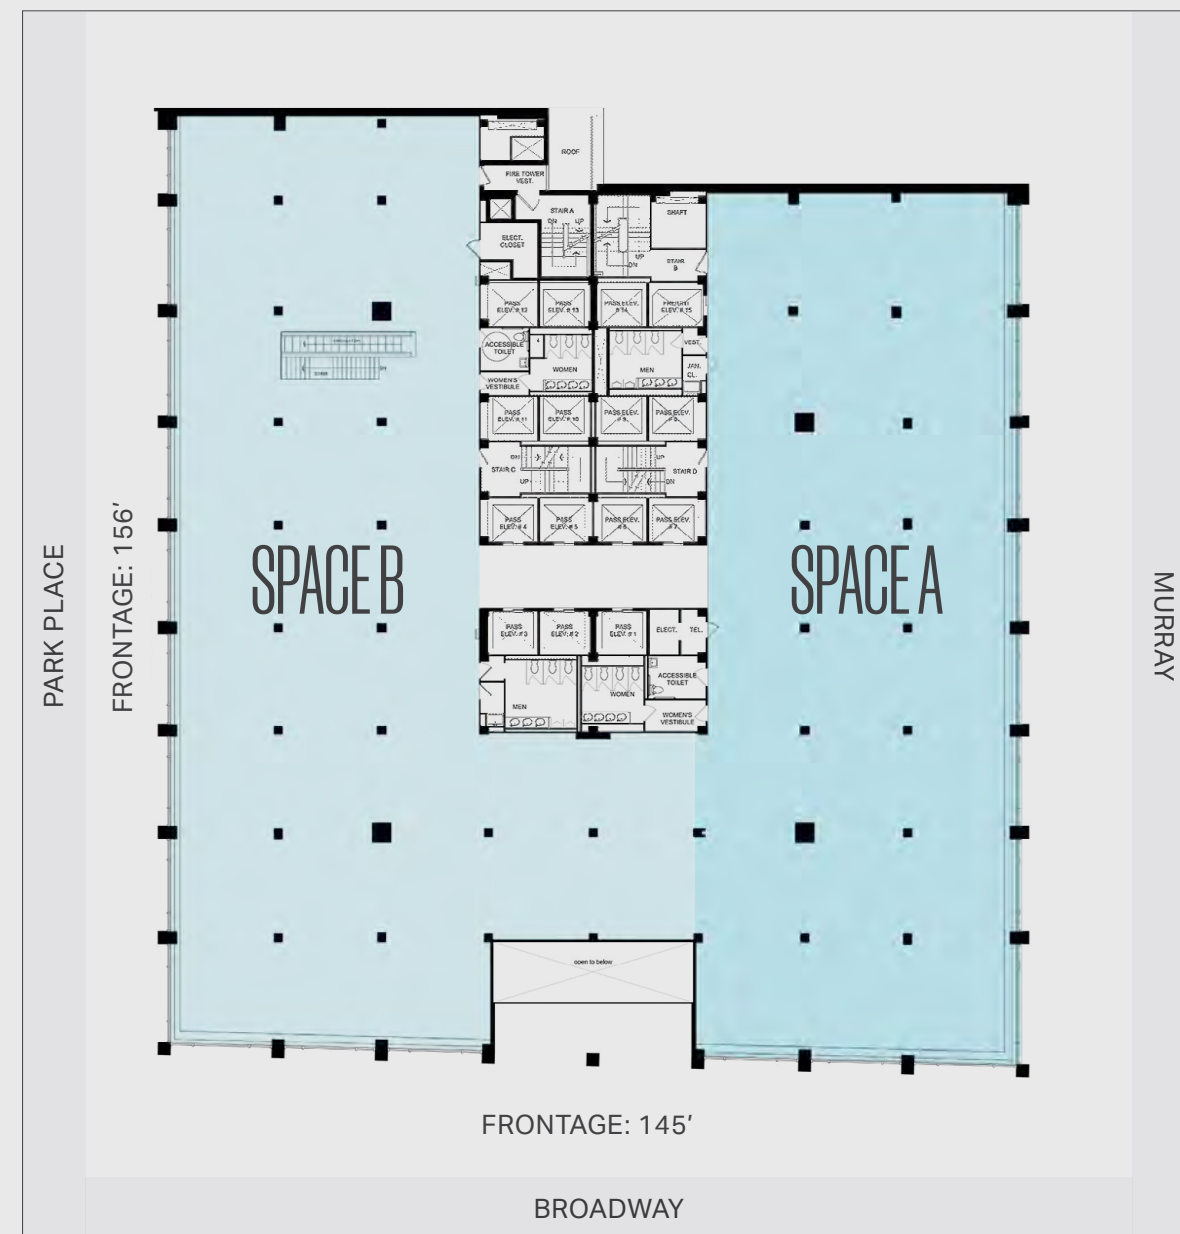 ROOF
FIRE TOWER
VEST.
STAIR A
DN UP
SHAFT
ELECT.
CLOSET
UP
DN
STAIR
B
PASS
ELEV. # 12
PASS
ELEV. # 13
PASS ELEV.
# 14
FREIGHT
ELEV. # 15
ACCESSIBLE
TOILET
WOMEN
MEN
VEST.
JAN.
CL.
WOMEN'S
VESTIBULE
DN
PASS
ELEV. # 11
PASS
ELEV. # 10
PASS ELEV.
PASS ELEV.
DN
STAIR C
UP
UP
STAIR D
DN
PASS
ELEV. # 4
PASS
ELEV. # 5
PASS ELEV.
# 6
PASS ELEV.
# 7
SPACE B
SPACE A
PARK PLACE
FRONTAGE: 156'
MURRAY
PASS
ELEV. # 3
PASS
ELEV. # 2
PASS
ELEV. # 1
ELECT.
TEL.
ACCESSIBLE
TOILET
MEN
WOMEN
WOMEN'S
VESTIBULE
open to below
FRONTAGE: 145'
BROADWAY